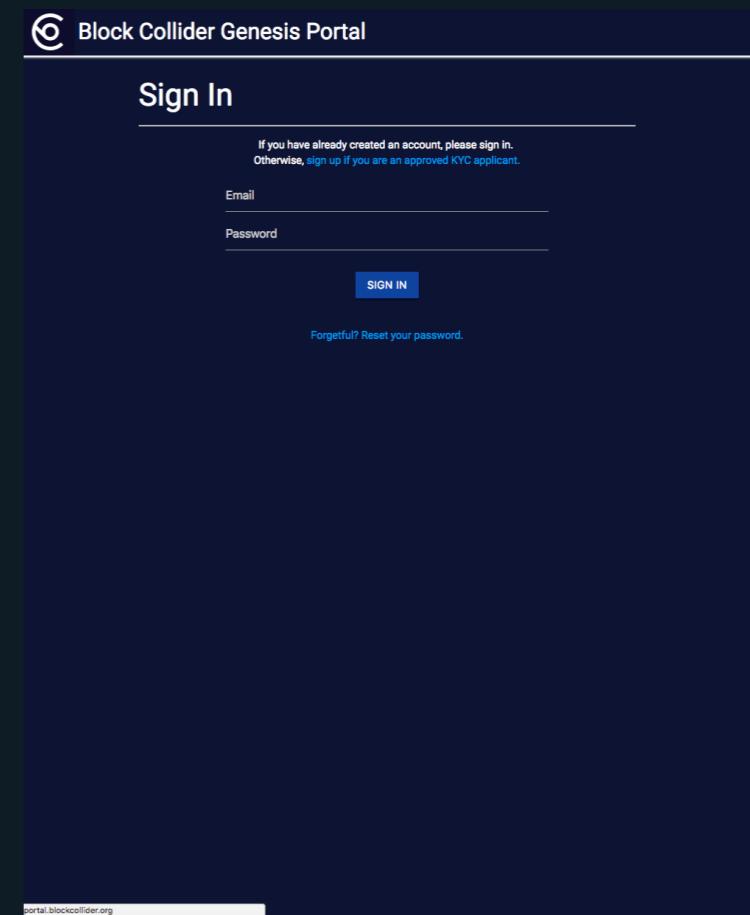 Block Collider Genesis Portal
Sign In
If you have already created an account, please sign in.
Otherwise, sign up if you are an approved KYC applicant.
Email
Password
SIGN IN
Forgetful? Reset your password.
portal.blockcollider.org